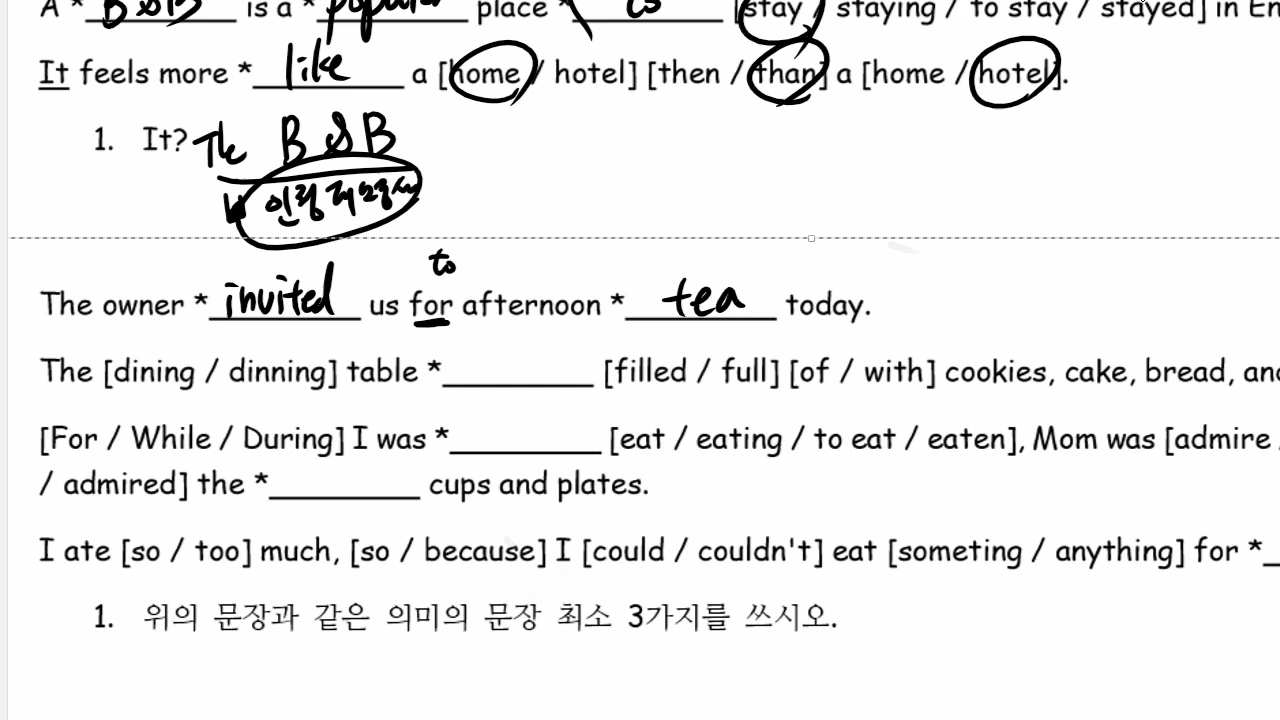 A * B&B is a * popular place * to [stay / staying / to stay / stayed] in En
It feels more * like a [home / hotel] [then / than] a [home / hotel].
1. It? The B&B
to
The owner * invited us for afternoon * tea today.
The [dining / dinning] table *__________ [filled / full] [of / with] cookies, cake, bread, and
[For / While / During] I was *__________ [eat / eating / to eat / eaten], Mom was [admire /
/ admired] the *__________ cups and plates.
I ate [so / too] much, [so / because] I [could / couldn't] eat [someting / anything] for *_
1. 위의 문장과 같은 의미의 문장 최소 3가지를 쓰시오.